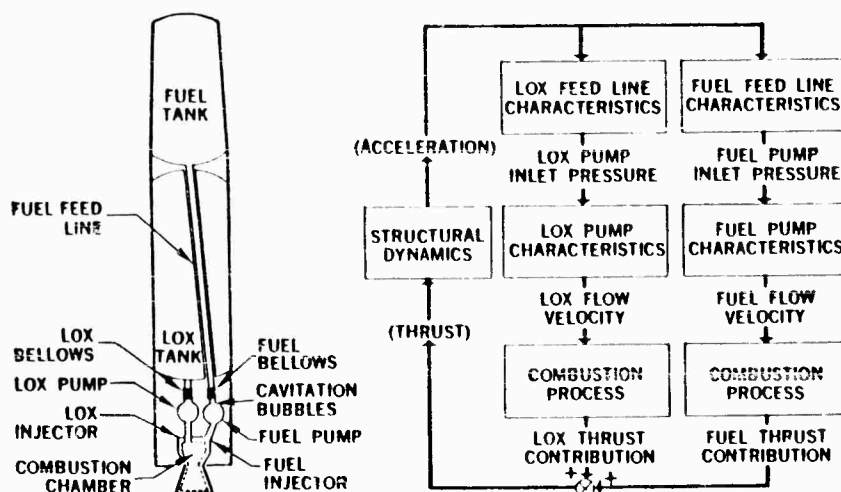 FUEL
TANK
FUEL FEED
LINE
LOX
TANK
LOX
BELLOWS
FUEL
BELLOWS
LOX PUMP
CAVITATION
BUBBLES
LOX
INJECTOR
FUEL PUMP
COMBUSTION
CHAMBER
FUEL
INJECTOR
LOX FEED LINE
CHARACTERISTICS
FUEL FEED LINE
CHARACTERISTICS
(ACCELERATION)
LOX PUMP
INLET PRESSURE
FUEL PUMP
INLET PRESSURE
STRUCTURAL
DYNAMICS
LOX PUMP
CHARACTERISTICS
FUEL PUMP
CHARACTERISTICS
(THRUST)
LOX FLOW
VELOCITY
FUEL FLOW
VELOCITY
COMBUSTION
PROCESS
COMBUSTION
PROCESS
LOX THRUST
CONTRIBUTION
FUEL THRUST
CONTRIBUTION
+ +